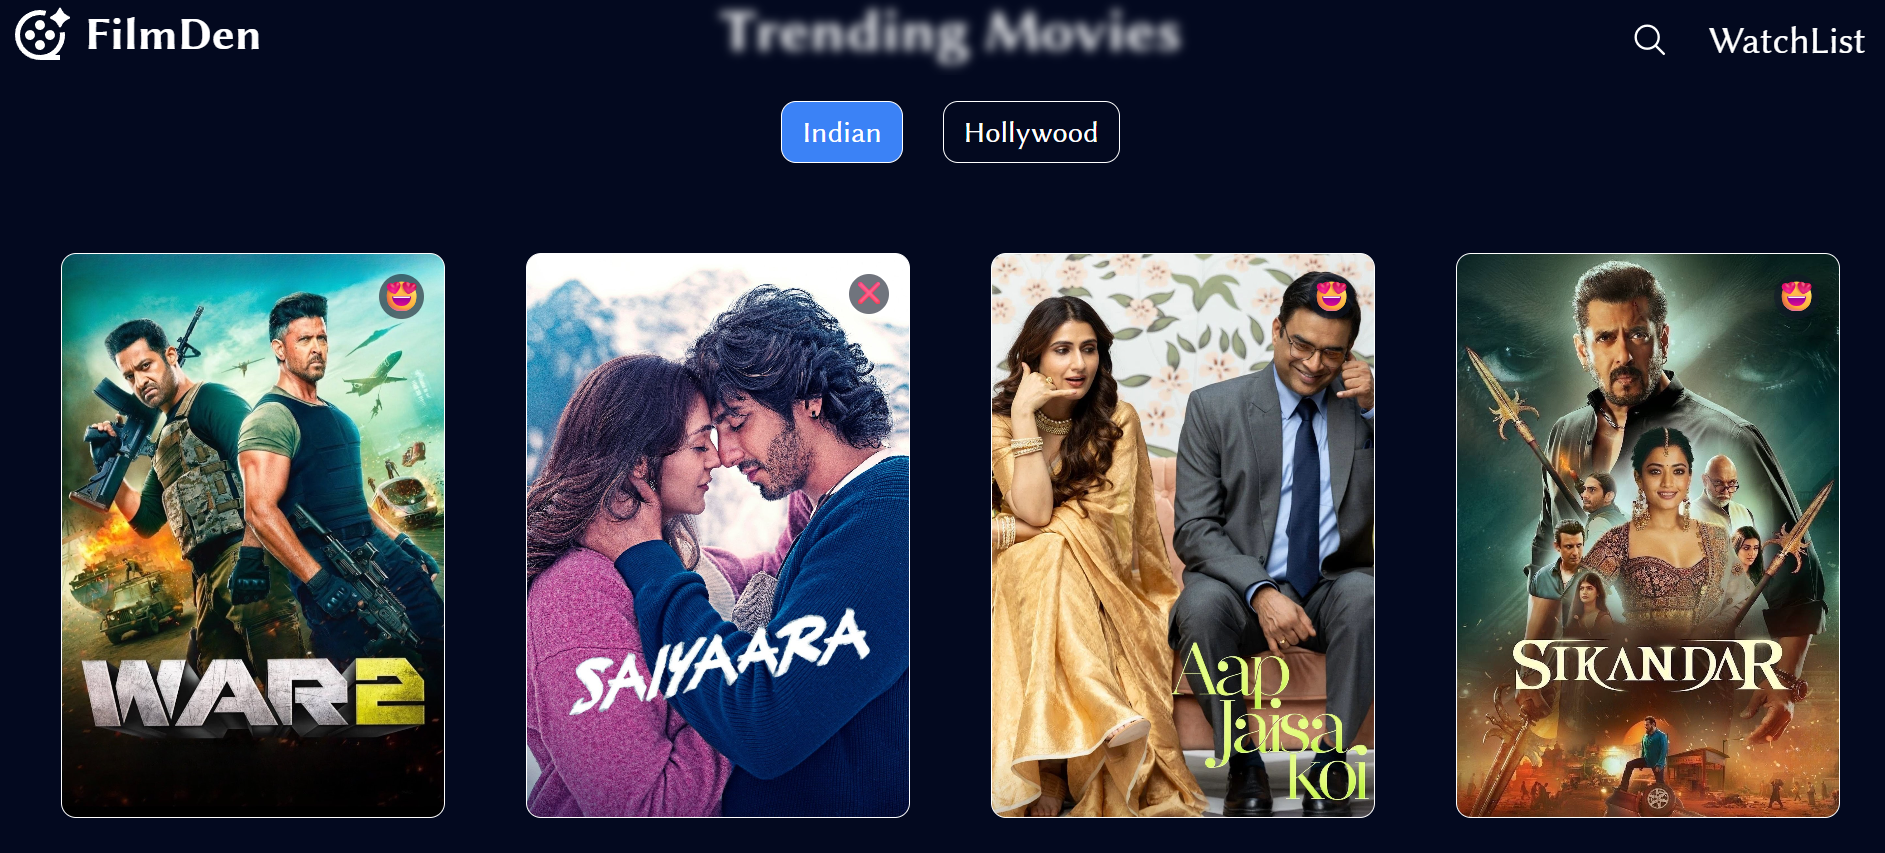 FilmDen
Trending Movies
WatchList
Indian
Hollywood
WAR2
SAIYAARA
Aap
Jaisa
koi
SIKANDAR